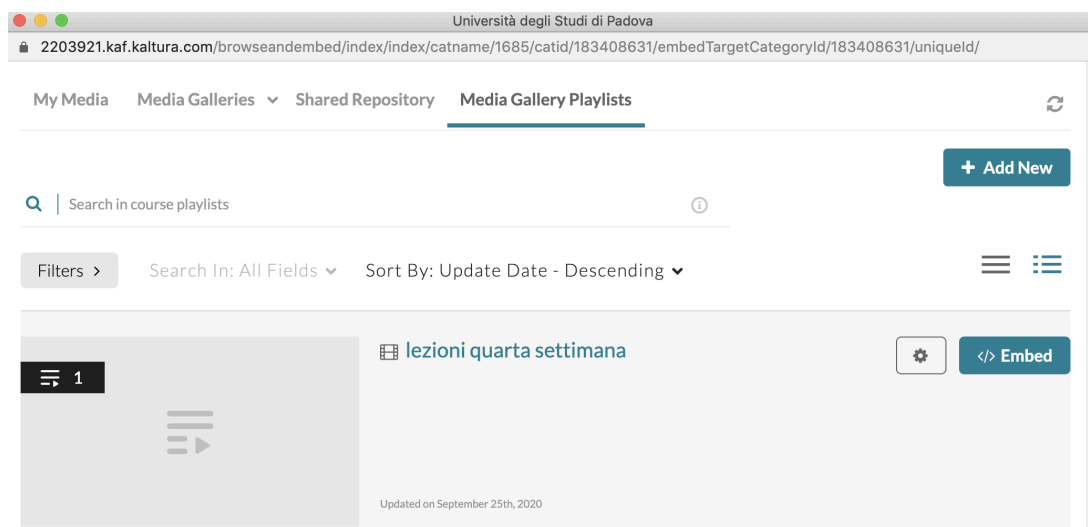 Università degli Studi di Padova
2203921.kaf.kaltura.com/browseandembed/index/index/catname/1685/catid/183408631/embedTargetCategoryId/183408631/uniqueId/
My Media Media Galleries Shared Repository Media Gallery Playlists
+ Add New
Search in course playlists
Filters > Search In: All Fields Sort By: Update Date - Descending
lezioni quarta settimana
</> Embed
1
Updated on September 25th, 2020